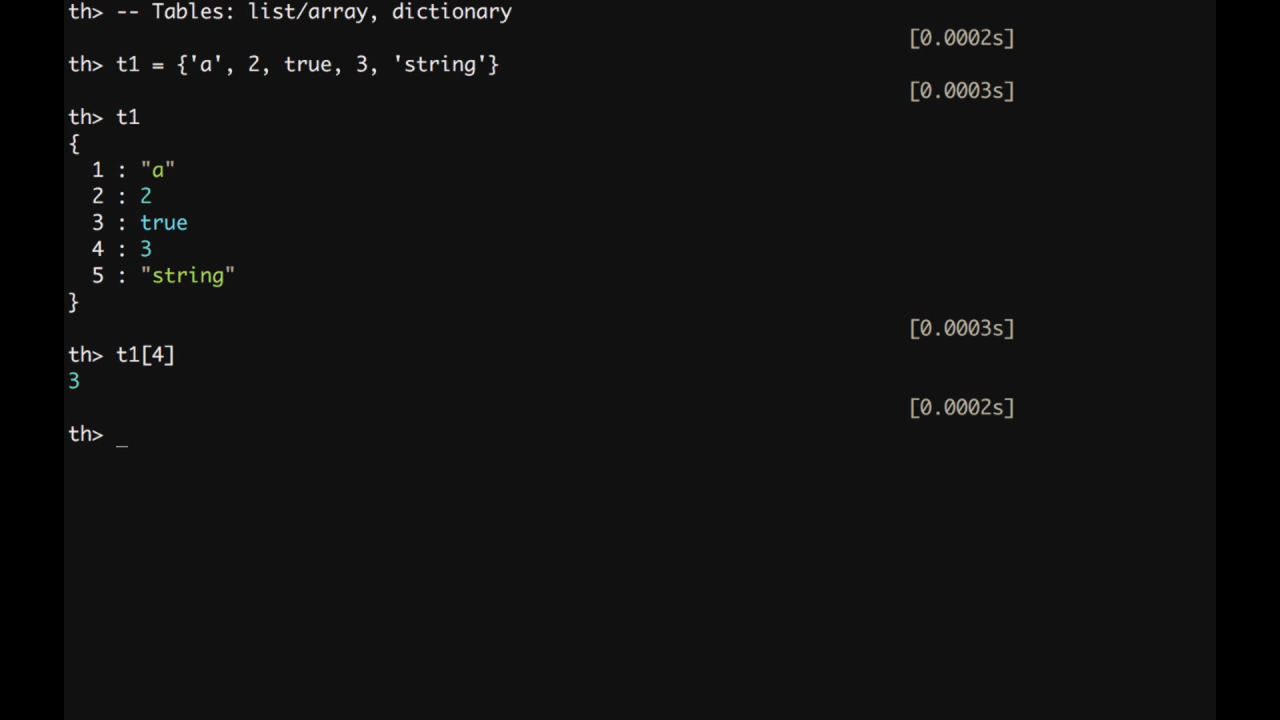 th> -- Tables: list/array, dictionary
[0.0002s]
th> t1 = {'a', 2, true, 3, 'string'}
[0.0003s]
th> t1
{
1 : "a"
2 : 2
3 : true
4 : 3
5 : "string"
}
[0.0003s]
th> t1[4]
3
[0.0002s]
th> _